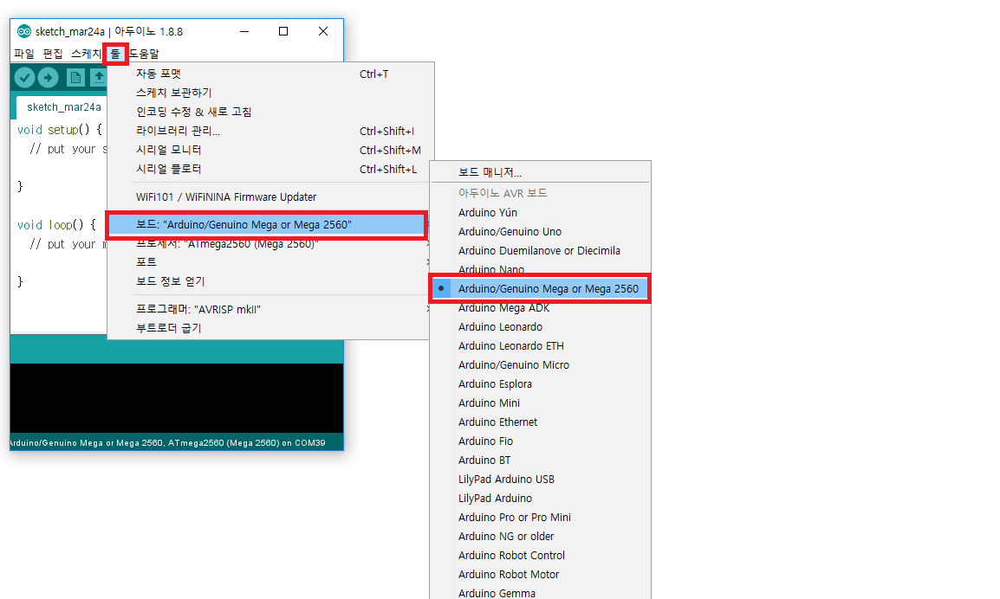 sketch_mar24a | 아두이노 1.8.8
파일 편집 스케치 툴 도움말
sketch_mar24a
void setup() {
// put your s
}
void loop() {
// put your m
}
자동 포맷 Ctrl+T
스케치 보관하기
인코딩 수정 & 새로 고침
라이브러리 관리... Ctrl+Shift+I
시리얼 모니터 Ctrl+Shift+M
시리얼 플로터 Ctrl+Shift+L
WiFi101 / WiFiNINA Firmware Updater
보드: "Arduino/Genuino Mega or Mega 2560"
프로세서: "ATmega2560 (Mega 2560)"
포트
보드 정보 얻기
프로그래머: "AVRISP mkII"
부트로더 굽기
보드 매니저...
아두이노 AVR 보드
Arduino Yún
Arduino/Genuino Uno
Arduino Duemilanove or Diecimila
Arduino Nano
Arduino/Genuino Mega or Mega 2560
Arduino Mega ADK
Arduino Leonardo
Arduino Leonardo ETH
Arduino/Genuino Micro
Arduino Esplora
Arduino Mini
Arduino Ethernet
Arduino Fio
Arduino BT
LilyPad Arduino USB
LilyPad Arduino
Arduino Pro or Pro Mini
Arduino NG or older
Arduino Robot Control
Arduino Robot Motor
Arduino Gemma
Arduino/Genuino Mega or Mega 2560, ATmega2560 (Mega 2560) on COM39